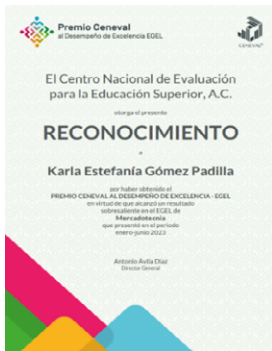 Premio Ceneval
al Desempeño de Excelencia EGEL
CENEVAL®
El Centro Nacional de Evaluación
para la Educación Superior, A.C.
otorga el presente
RECONOCIMIENTO
a
Karla Estefanía Gómez Padilla
por haber obtenido el
PREMIO CENEVAL AL DESEMPEÑO DE EXCELENCIA - EGEL
en virtud de que alcanzó un resultado
sobresaliente en el EGEL de
Mercadotecnia
que presentó en el periodo
enero-junio 2023
Antonio Ávila Díaz
Director General